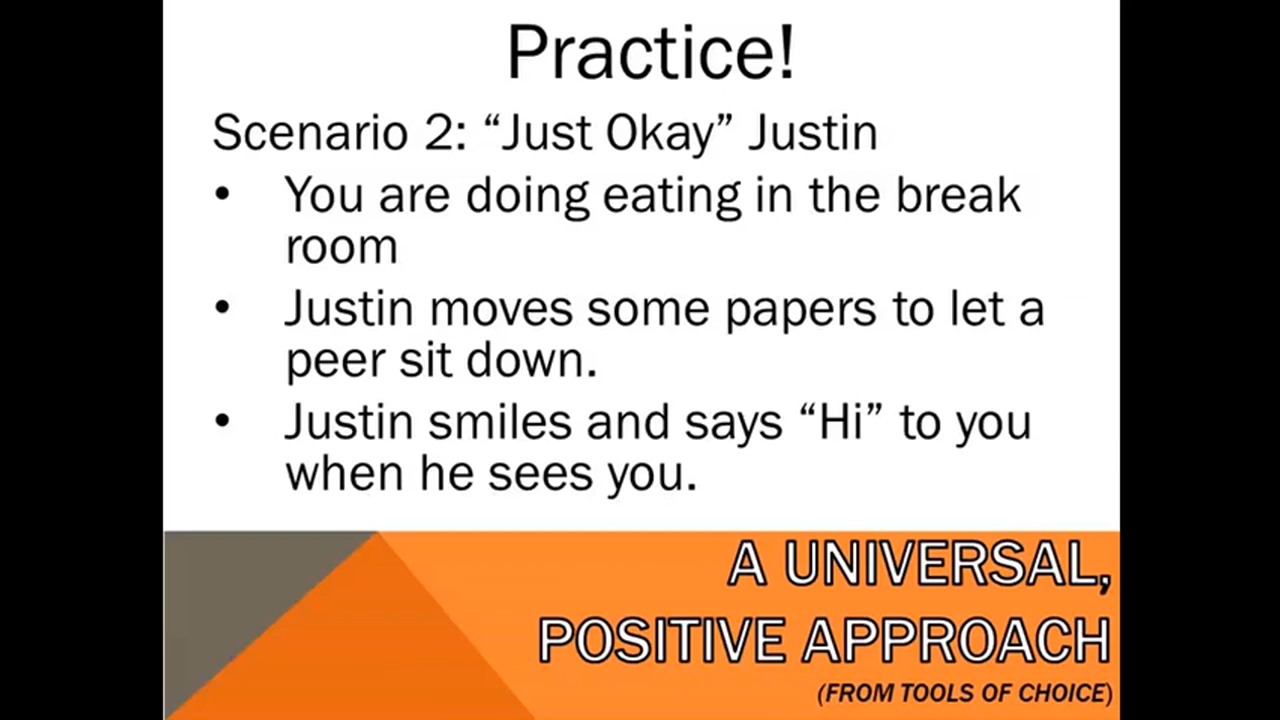 Practice!
Scenario 2: “Just Okay” Justin
• You are doing eating in the break
room
• Justin moves some papers to let a
peer sit down.
• Justin smiles and says “Hi” to you
when he sees you.
A UNIVERSAL,
POSITIVE APPROACH
(FROM TOOLS OF CHOICE)